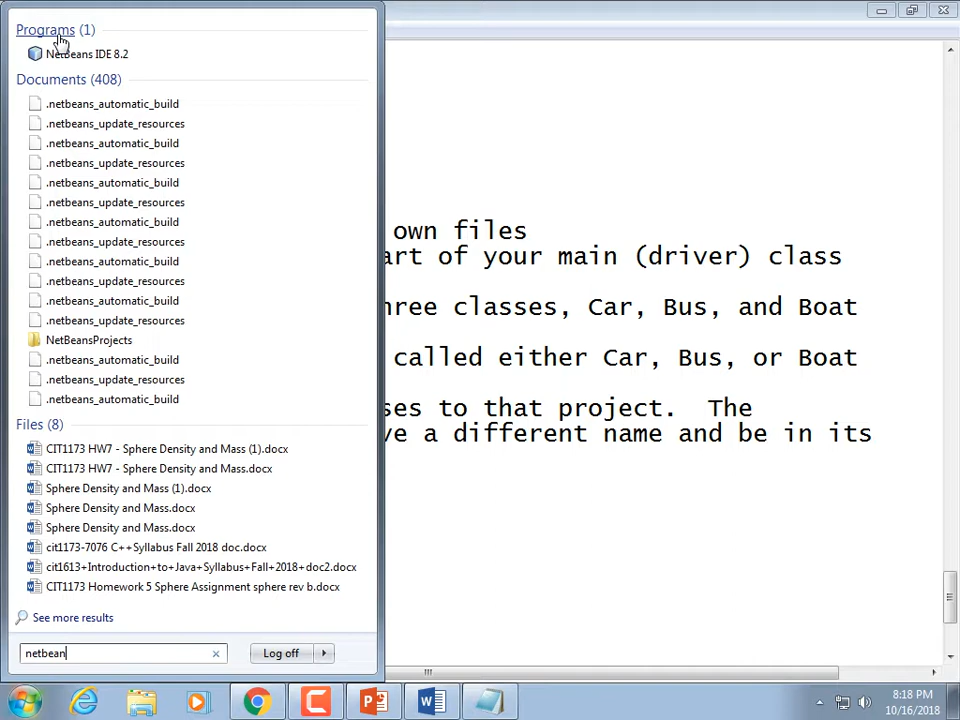 Programs (1)
NetBeans IDE 8.2
Documents (408)
.netbeans_automatic_build
.netbeans_update_resources
.netbeans_automatic_build
.netbeans_update_resources
.netbeans_automatic_build
.netbeans_update_resources
.netbeans_automatic_build
.netbeans_update_resources
.netbeans_automatic_build
.netbeans_update_resources
.netbeans_automatic_build
.netbeans_update_resources
NetBeansProjects
.netbeans_automatic_build
.netbeans_update_resources
.netbeans_automatic_build
Files (8)
CIT1173 HW7 - Sphere Density and Mass (1).docx
CIT1173 HW7 - Sphere Density and Mass.docx
Sphere Density and Mass (1).docx
Sphere Density and Mass.docx
Sphere Density and Mass.docx
cit1173-7076 C++Syllabus Fall 2018 doc.docx
cit1613+Introduction+to+Java+Syllabus+Fall+2018+doc2.docx
CIT1173 Homework 5 Sphere Assignment sphere rev b.docx
See more results
netbean
Log off
own files
art of your main (driver) class
hree classes, Car, Bus, and Boat
called either Car, Bus, or Boat
ses to that project. The
ve a different name and be in its
8:18 PM
10/16/2018